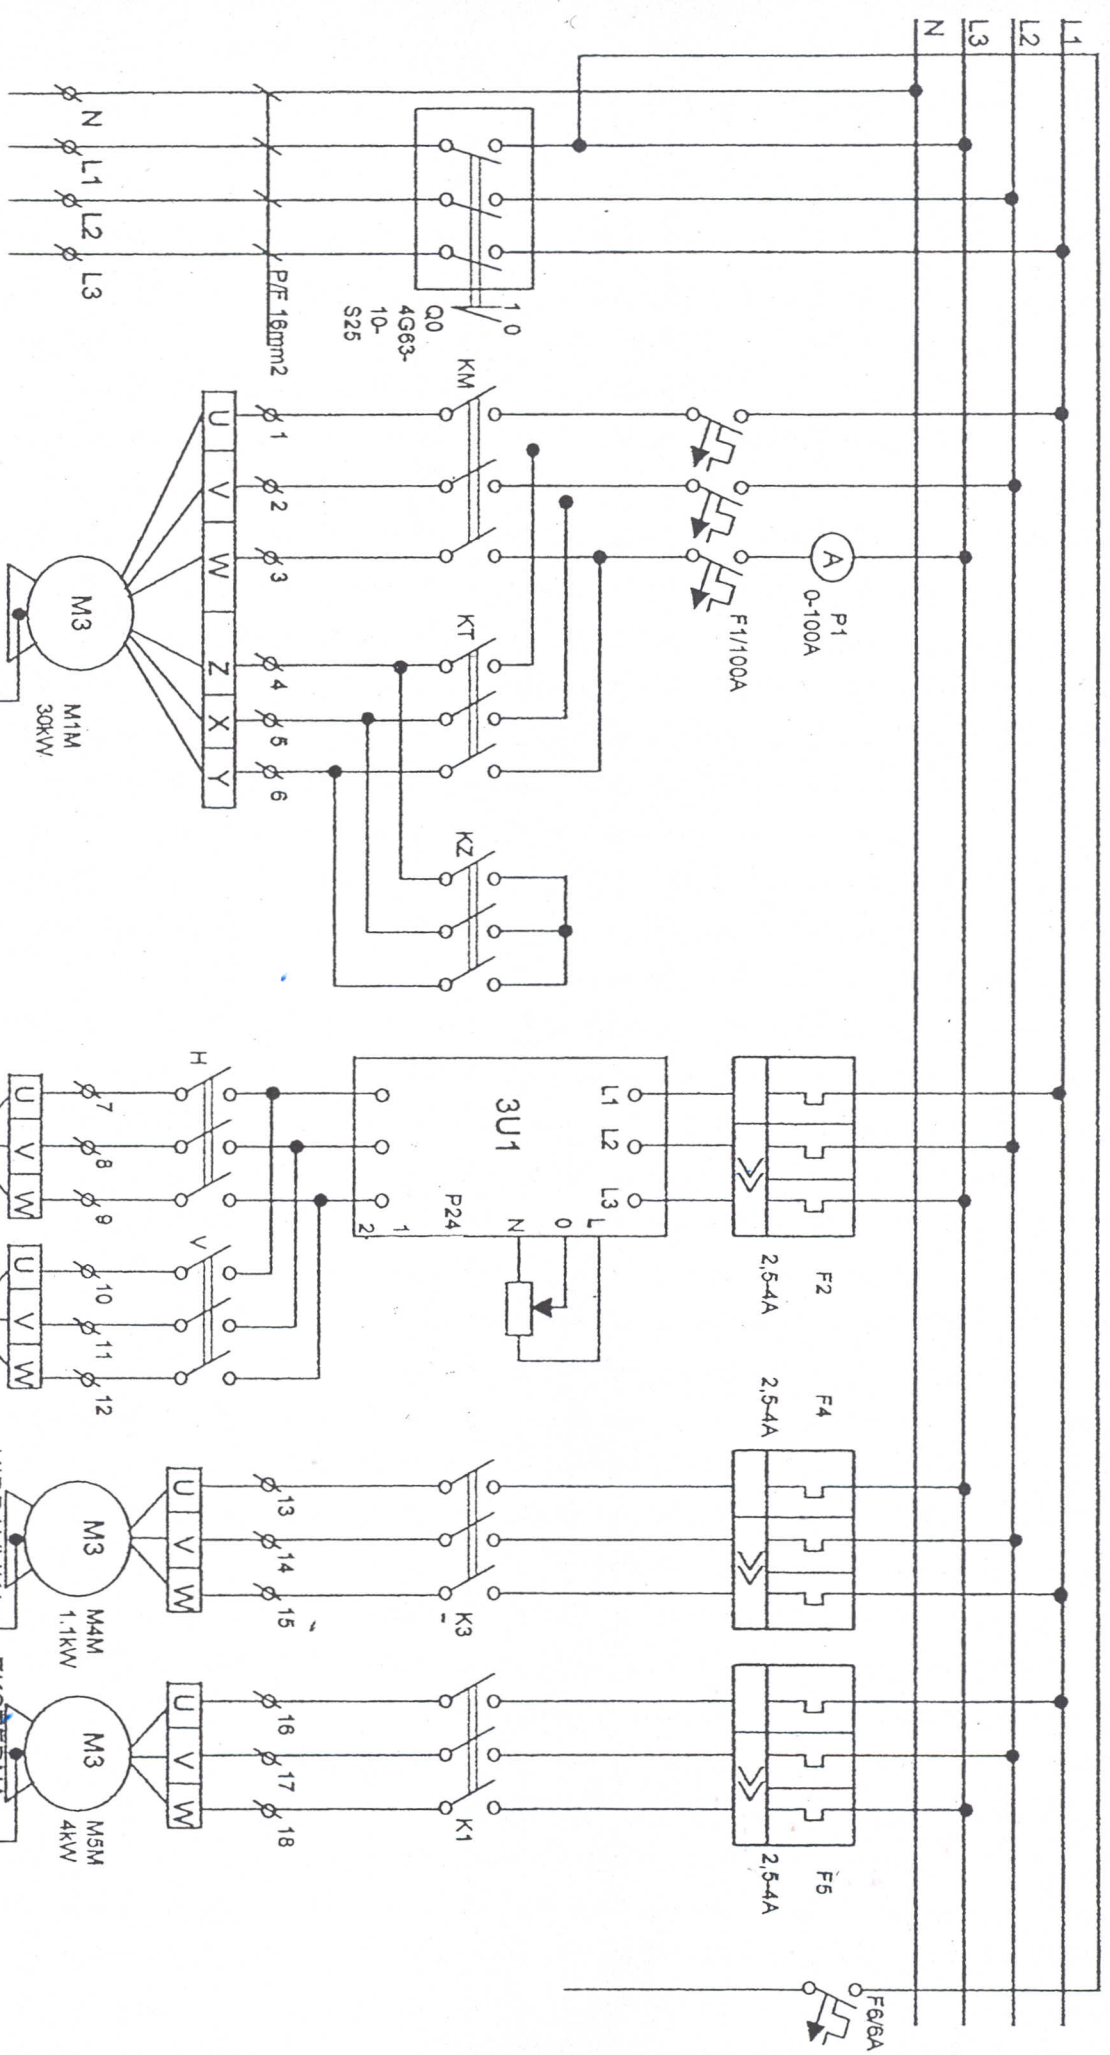 L1
L2
L3
N
N
L1
L2
L3
P/F 16mm2
1 0
Q0
4G63-
10-
S25
P1
0-100A
A
F1/100A
KM
KT
KZ
1
2
3
4
5
6
U V W Z X Y
M3
M1M
30kW
F2
2,5-4A
L1 L2 L3
3U1
P24
N O L
1
2
H
V
7
8
9
10
11
12
U V W
U V W
F4
2,5-4A
K3
13
14
15
U V W
M3
M4M
1.1kW
F5
2,5-4A
K1
16
17
18
U V W
M3
M5M
4kW
F6/6A